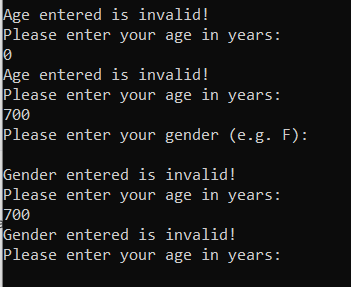 Age entered is invalid!
Please enter your age in years:
0
Age entered is invalid!
Please enter your age in years:
700
Please enter your gender (e.g. F):
Gender entered is invalid!
Please enter your age in years:
700
Gender entered is invalid!
Please enter your age in years: